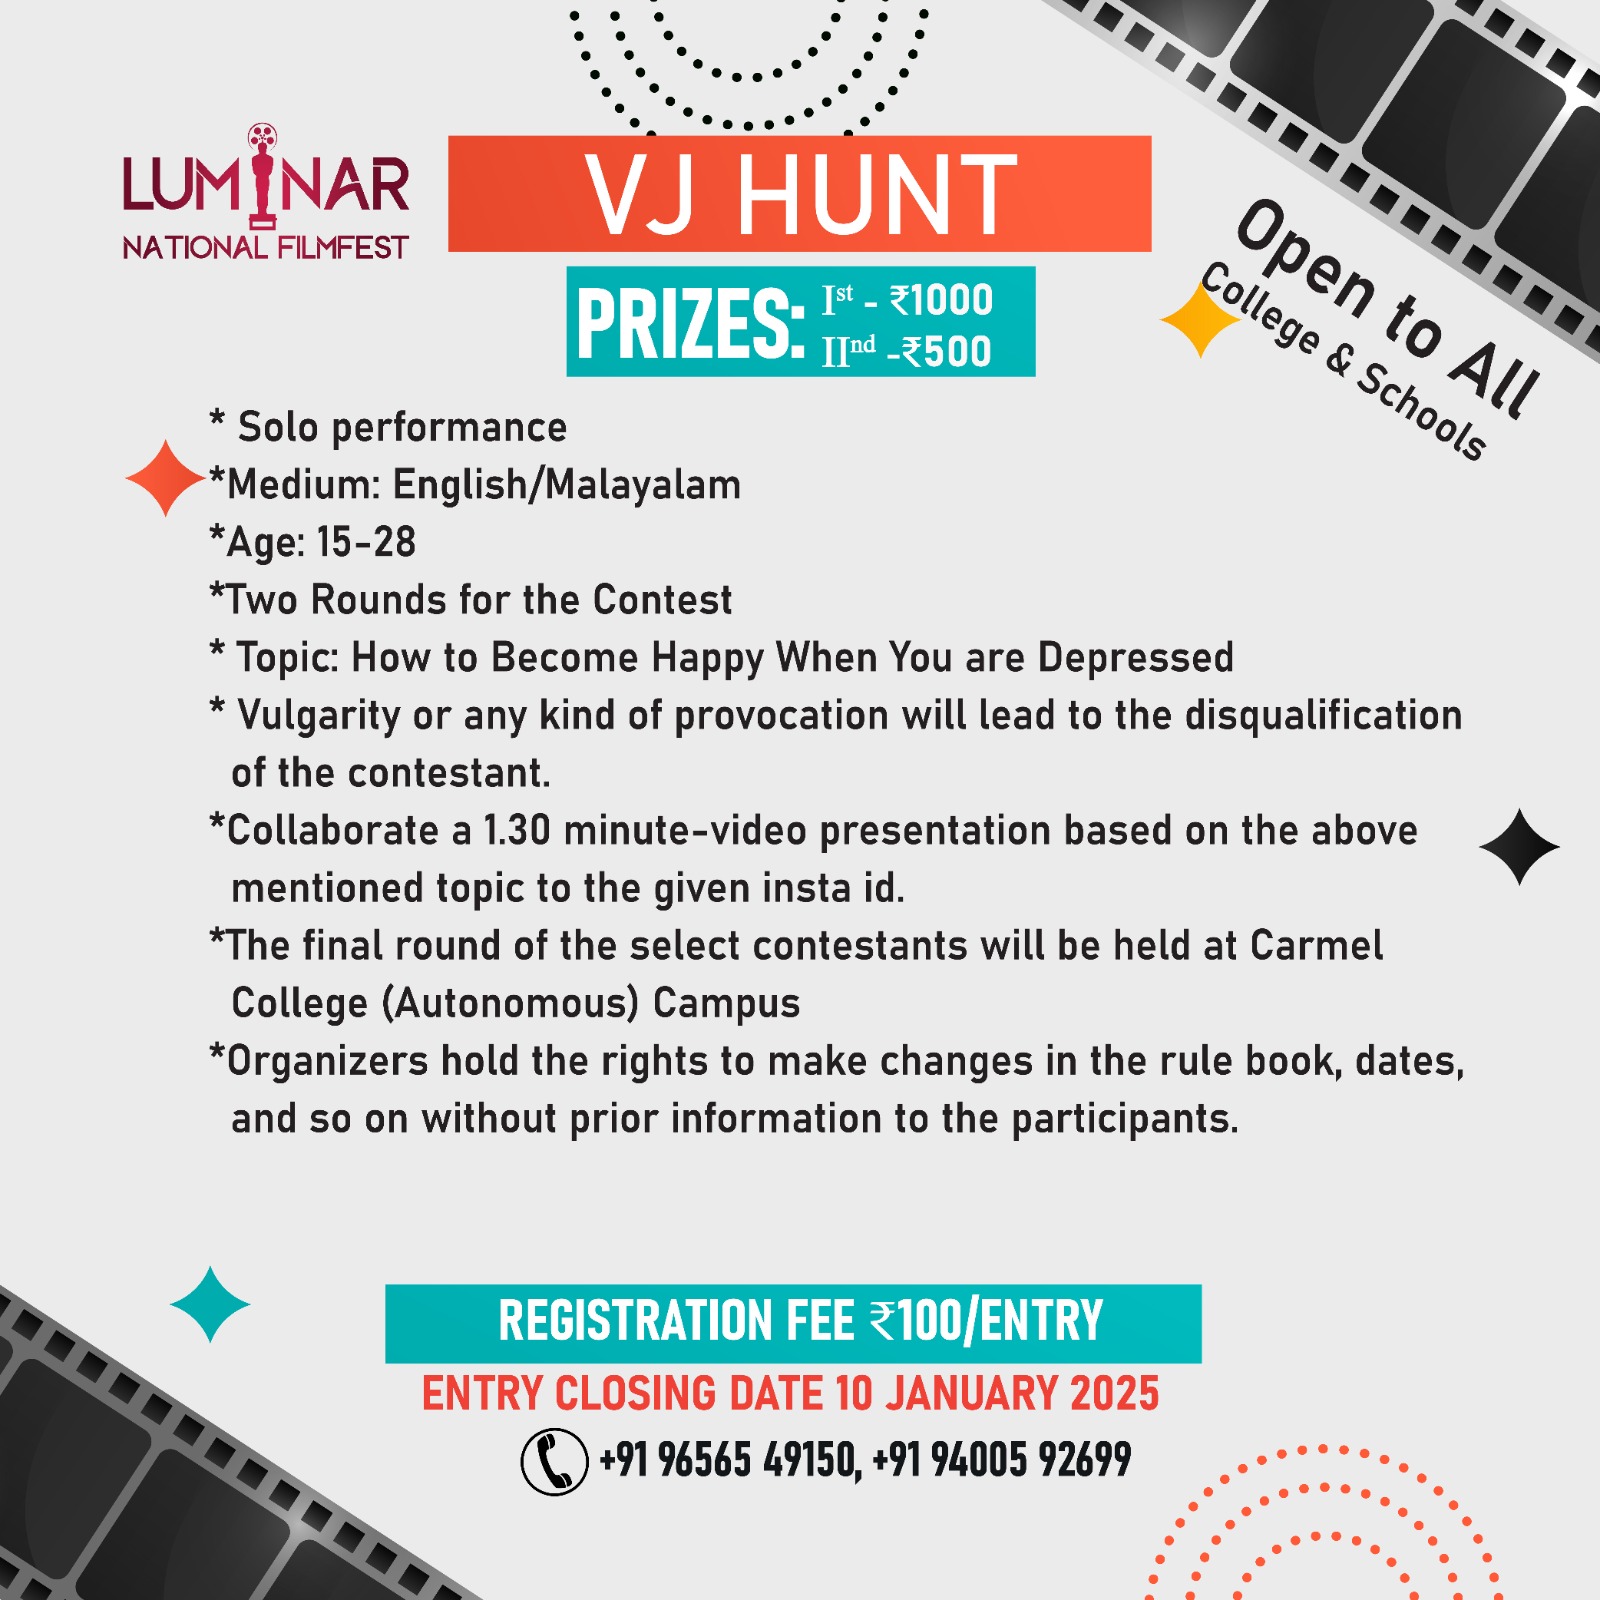 LUMINAR
NATIONAL FILMFEST
VJ HUNT
PRIZES:
Ist - ₹1000
IInd -₹500
Open to All
College & Schools
* Solo performance
*Medium: English/Malayalam
*Age: 15-28
*Two Rounds for the Contest
* Topic: How to Become Happy When You are Depressed
* Vulgarity or any kind of provocation will lead to the disqualification
of the contestant.
*Collaborate a 1.30 minute-video presentation based on the above
mentioned topic to the given insta id.
*The final round of the select contestants will be held at Carmel
College (Autonomous) Campus
*Organizers hold the rights to make changes in the rule book, dates,
and so on without prior information to the participants.
REGISTRATION FEE ₹100/ENTRY
ENTRY CLOSING DATE 10 JANUARY 2025
+91 96565 49150, +91 94005 92699